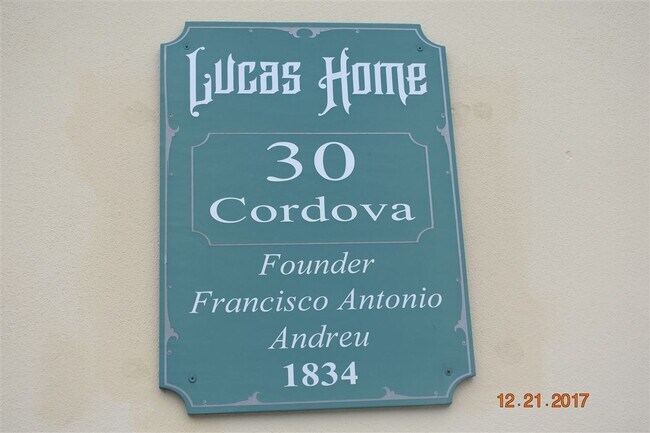 Lucas Home
30
Cordova
Founder
Francisco Antonio
Andreu
1834
12.21.2017